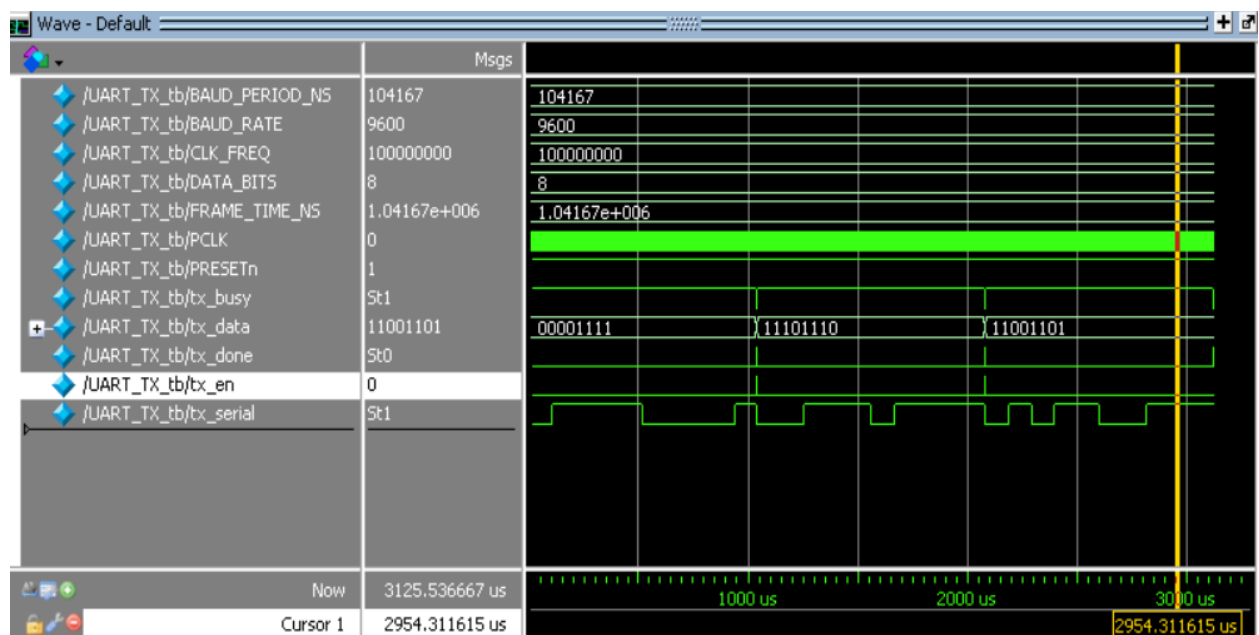 Wave - Default
Msgs
/UART_TX_tb/BAUD_PERIOD_NS 104167 104167
/UART_TX_tb/BAUD_RATE 9600 9600
/UART_TX_tb/CLK_FREQ 100000000 100000000
/UART_TX_tb/DATA_BITS 8 8
/UART_TX_tb/FRAME_TIME_NS 1.04167e+006 1.04167e+006
/UART_TX_tb/PCLK 0
/UART_TX_tb/PRESETn 1
/UART_TX_tb/tx_busy St1
/UART_TX_tb/tx_data 11001101 00001111 11101110 11001101
/UART_TX_tb/tx_done St0
/UART_TX_tb/tx_en 0
/UART_TX_tb/tx_serial St1
Now 3125.536667 us 1000 us 2000 us 3000 us
Cursor 1 2954.311615 us 2954.311615 us